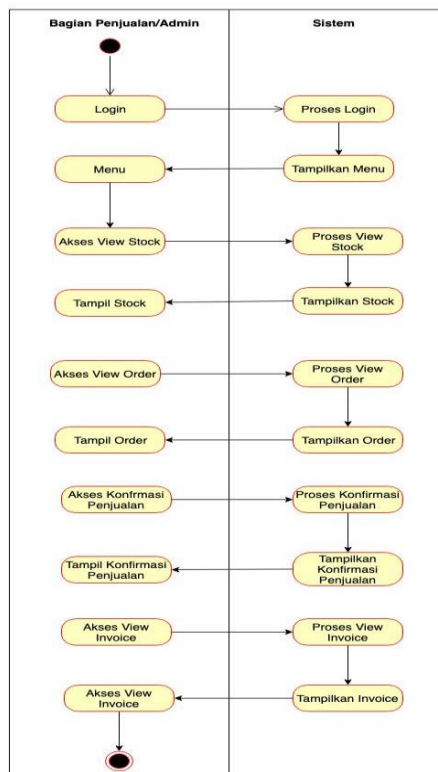 Bagian Penjualan/Admin
Sistem
Login
Proses Login
Menu
Tampilkan Menu
Akses View Stock
Proses View
Stock
Tampil Stock
Tampilkan Stock
Akses View Order
Proses View
Order
Tampil Order
Tampilkan Order
Akses Konfrmasi
Penjualan
Proses Konfirmasi
Penjualan
Tampil Konfirmasi
Penjualan
Tampilkan
Konfirmasi
Penjualan
Akses View
Invoice
Proses View
Invoice
Akses View
Invoice
Tampilkan Invoice